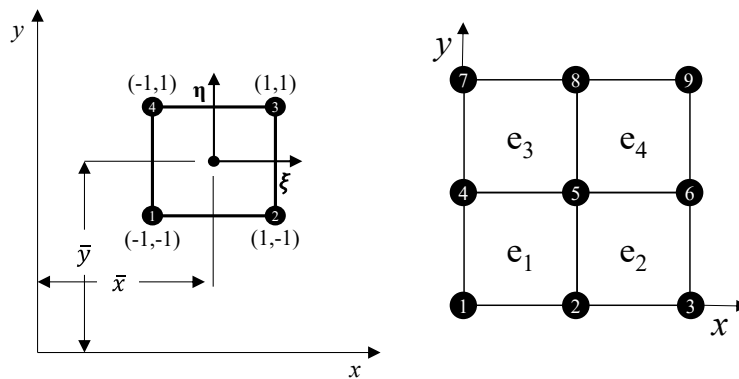 y
(-1,1) (1,1)
η
4 3
ξ
1 2
(-1,-1) (1,-1)
ȳ
x̄
x
y
7 8 9
e3 e4
4 5 6
e1 e2
1 2 3
x